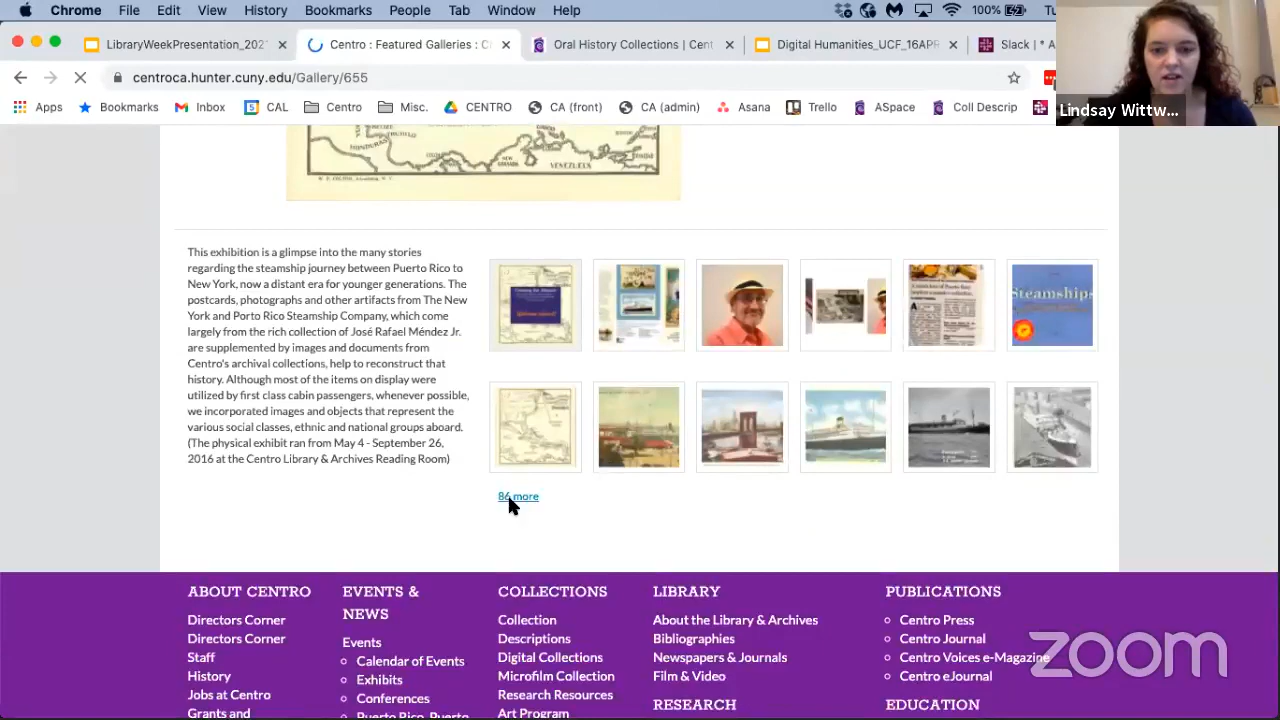 Chrome File Edit View History Bookmarks People Tab Window Help 100% Tu
LibraryWeekPresentation_202 × Centro : Featured Galleries : C × Oral History Collections | Cent × Digital Humanities_UCF_16APR × Slack | * A
centroca.hunter.cuny.edu/Gallery/655
Apps Bookmarks Inbox CAL Centro Misc. CENTRO CA (front) CA (admin) Asana Trello ASpace Coll Descrip
Lindsay Wittw...
HONDURAS
TRUJILLO
NEW GRANADA
VENEZUELA
This exhibition is a glimpse into the many stories
regarding the steamship journey between Puerto Rico to
New York, now a distant era for younger generations. The
postcards, photographs and other artifacts from The New
York and Porto Rico Steamship Company, which come
largely from the rich collection of José Rafael Méndez Jr.
are supplemented by images and documents from
Centro's archival collections, help to reconstruct that
history. Although most of the items on display were
utilized by first class cabin passengers, whenever possible,
we incorporated images and objects that represent the
various social classes, ethnic and national groups aboard.
(The physical exhibit ran from May 4 - September 26,
2016 at the Centro Library & Archives Reading Room)
Steamships
86 more
ABOUT CENTRO
Directors Corner
Directors Corner
Staff
History
Jobs at Centro
Grants and
EVENTS &
NEWS
Events
Calendar of Events
Exhibits
Conferences
Puerto Rico, Puerto
COLLECTIONS
Collection
Descriptions
Digital Collections
Microfilm Collection
Research Resources
Art Program
LIBRARY
About the Library & Archives
Bibliographies
Newspapers & Journals
Film & Video
RESEARCH
PUBLICATIONS
Centro Press
Centro Journal
Centro Voices e-Magazine
Centro eJournal
EDUCATION
zoom